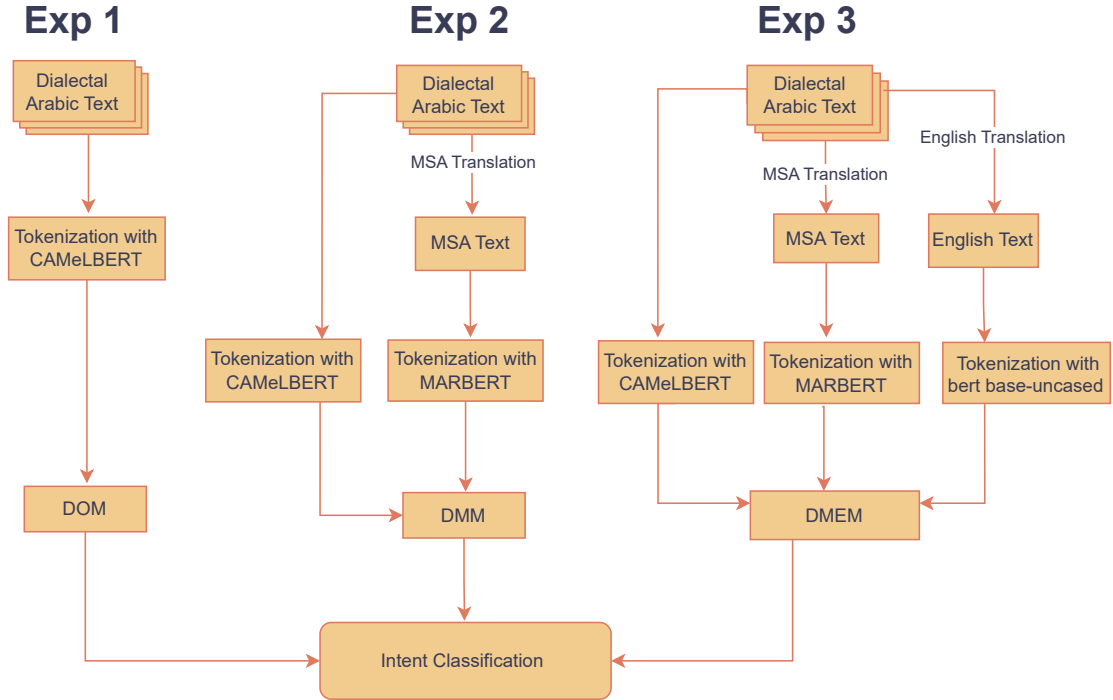 Exp 1
Dialectal
Arabic Text
Tokenization with
CAMeLBERT
DOM
Exp 2
Dialectal
Arabic Text
MSA Translation
MSA Text
Tokenization with
CAMeLBERT
Tokenization with
MARBERT
DMM
Exp 3
Dialectal
Arabic Text
MSA Translation
English Translation
MSA Text
English Text
Tokenization with
CAMeLBERT
Tokenization with
MARBERT
Tokenization with
bert base-uncased
DMEM
Intent Classification